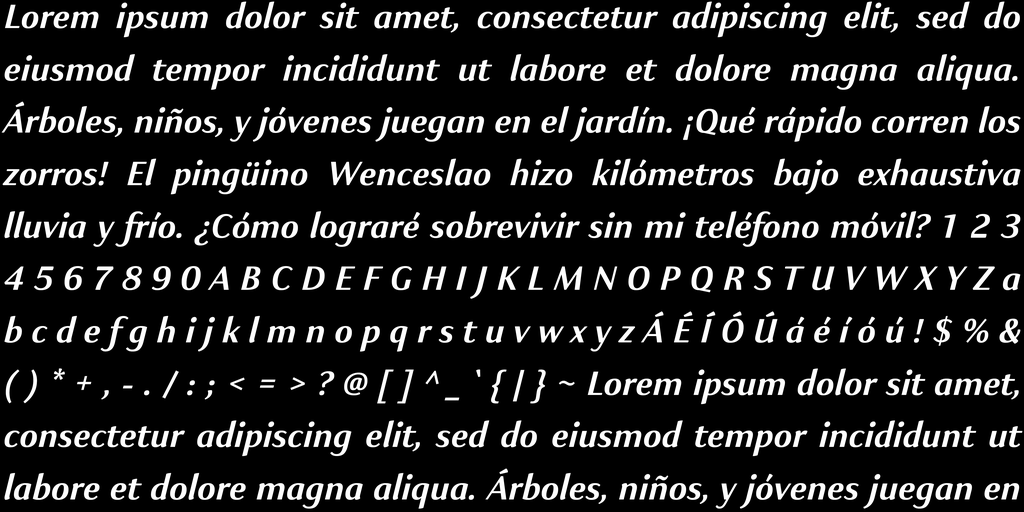 Lorem ipsum dolor sit amet, consectetur adipiscing elit, sed do
eiusmod tempor incididunt ut labore et dolore magna aliqua.
Árboles, niños, y jóvenes juegan en el jardín. ¡Qué rápido corren los
zorros! El pingüino Wenceslao hizo kilómetros bajo exhaustiva
lluvia y frío. ¿Cómo lograré sobrevivir sin mi teléfono móvil? 1 2 3
4 5 6 7 8 9 0 A B C D E F G H I J K L M N O P Q R S T U V W X Y Z a
b c d e f g h i j k l m n o p q r s t u v w x y z Á É Í Ó Ú á é í ó ú ! $ % &
( ) * + , - . / : ; < = > ? @ [ ] ^ _ ` { | } ~ Lorem ipsum dolor sit amet,
consectetur adipiscing elit, sed do eiusmod tempor incididunt ut
labore et dolore magna aliqua. Árboles, niños, y jóvenes juegan en